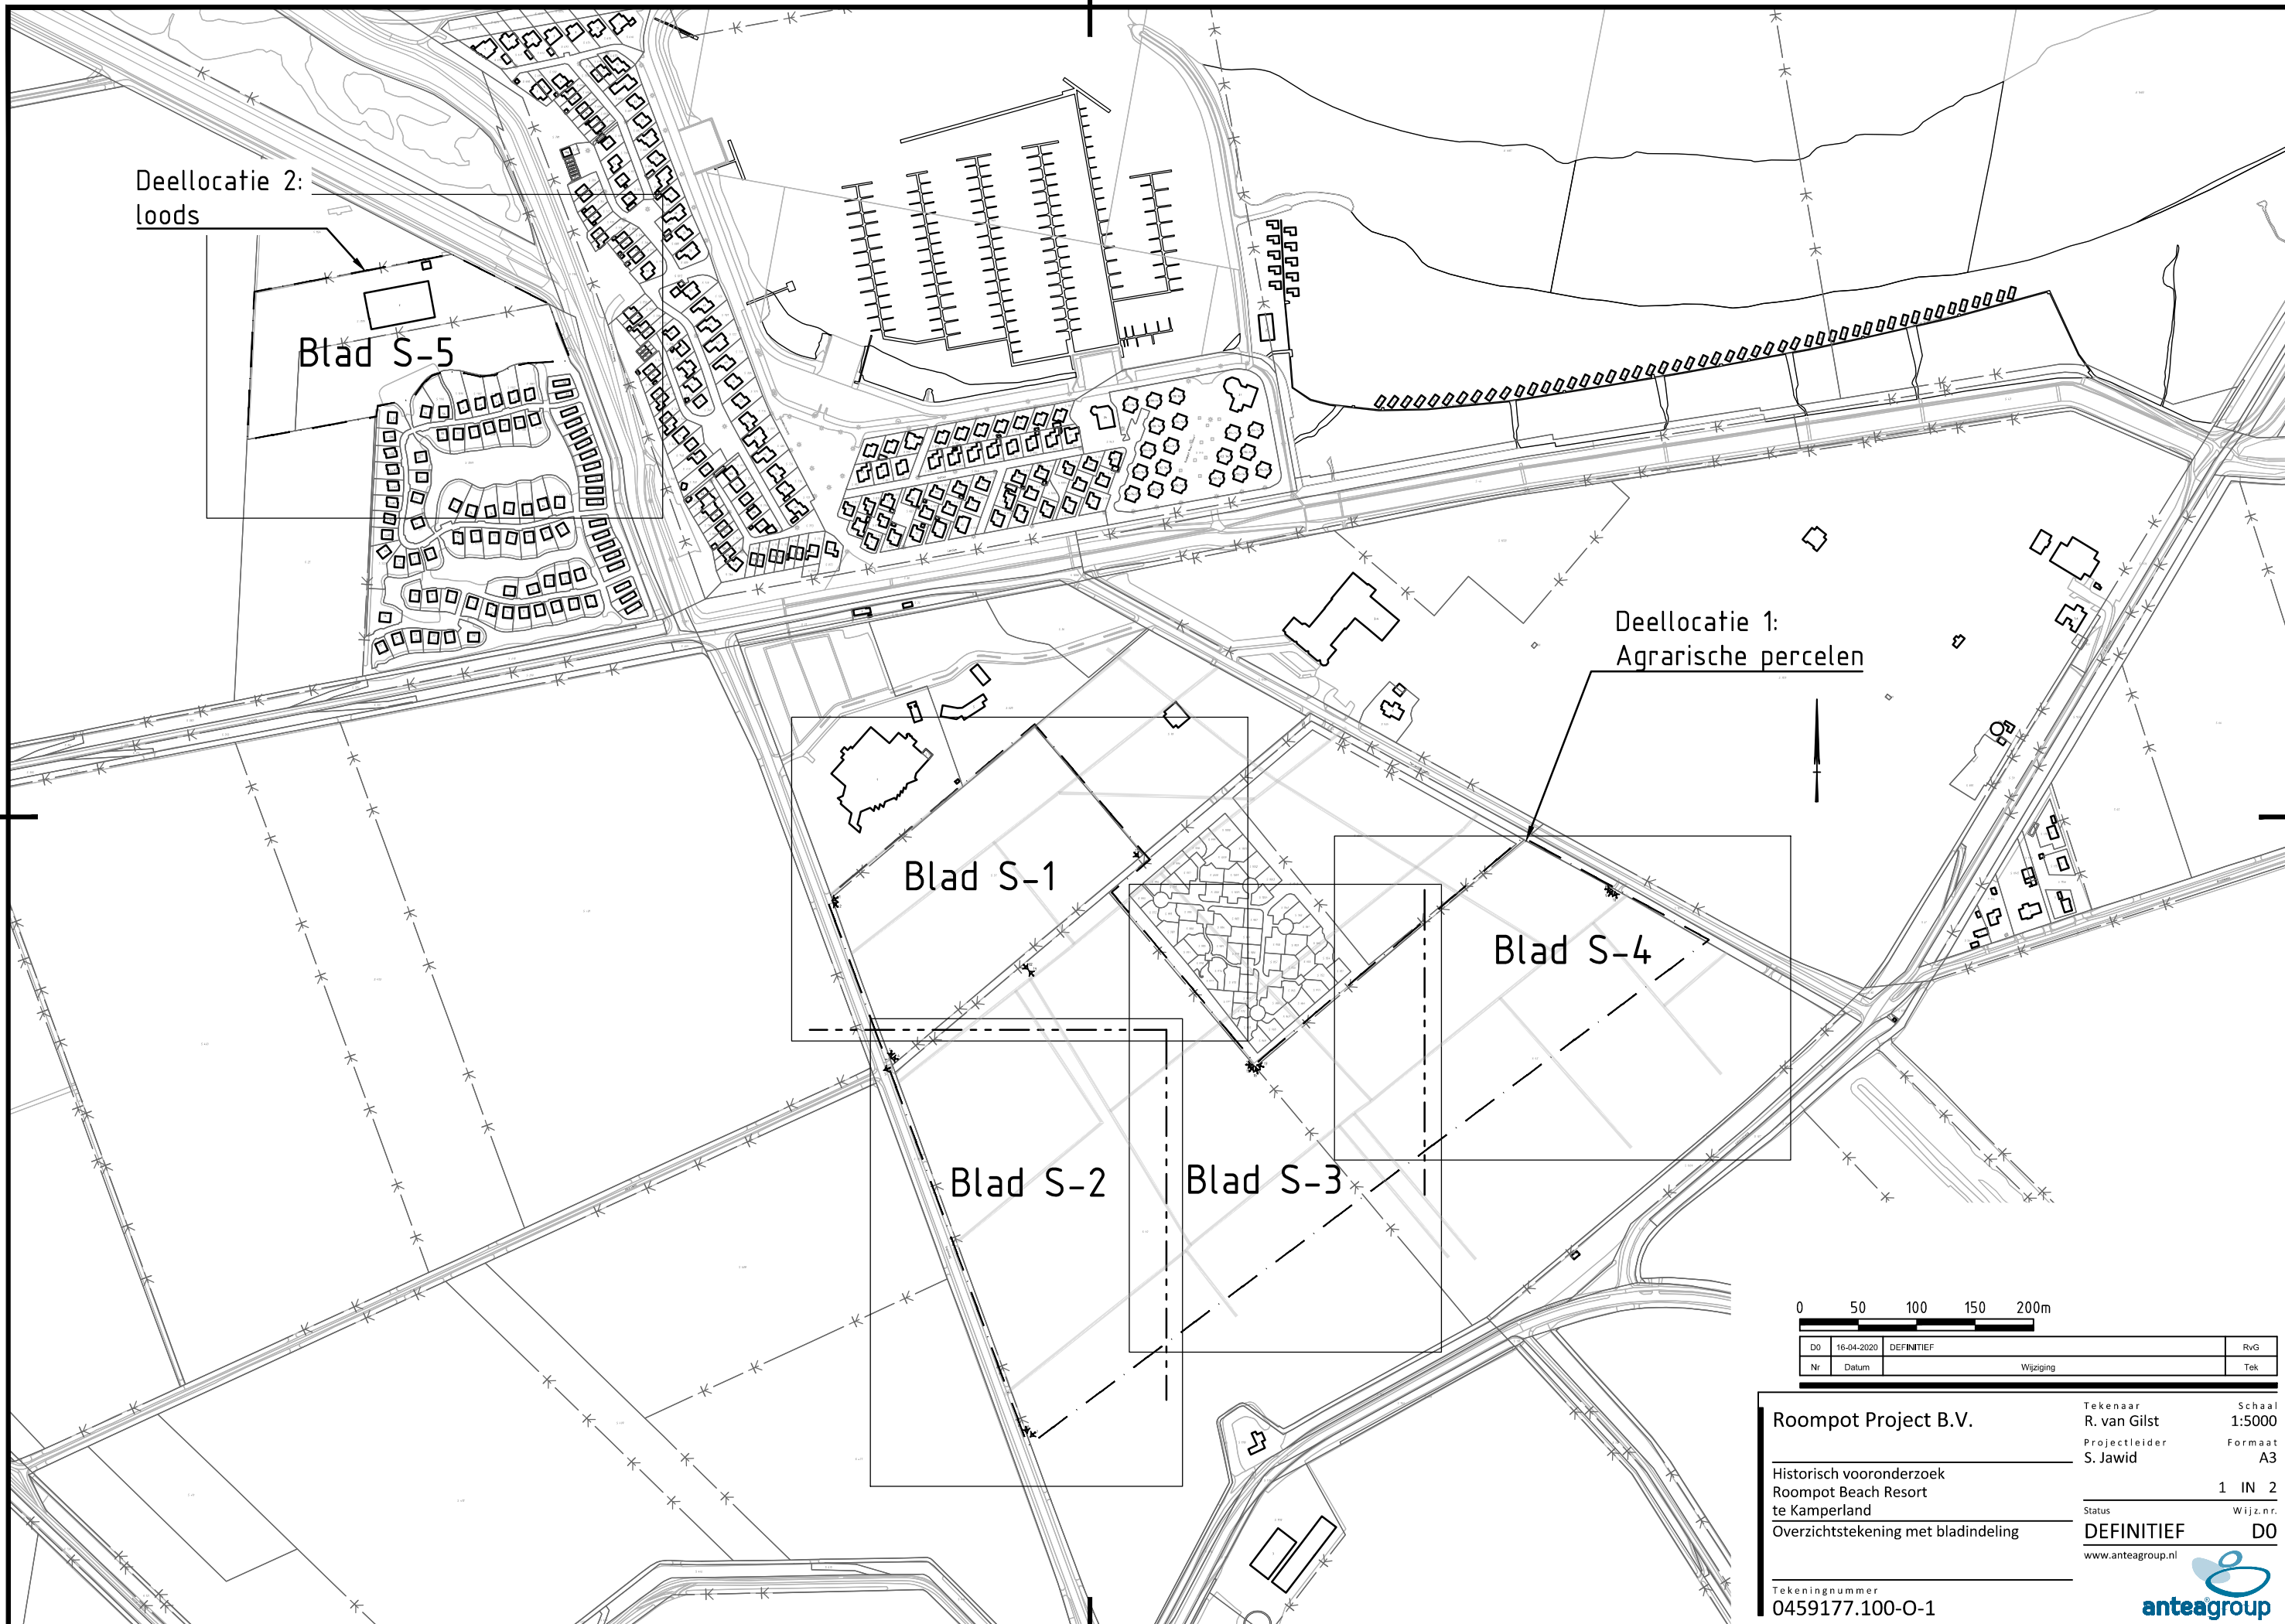 Deellocatie 2:
loods
Blad S-5
Deellocatie 1:
Agrarische percelen
Blad S-1
Blad S-4
Blad S-2
Blad S-3
0 50 100 150 200m
D0 16-04-2020 DEFINITIEF RvG
Nr Datum Wijziging Tek
Roompot Project B.V.
Tekenaar Schaal
R. van Gilst 1:5000
Projectleider Formaat
S. Jawid A3
Historisch vooronderzoek
Roompot Beach Resort
te Kamperland
1 IN 2
Status Wijz.nr.
Overzichtstekening met bladindeling
DEFINITIEF D0
www.anteagroup.nl
Tekeningnummer
0459177.100-O-1
anteagroup